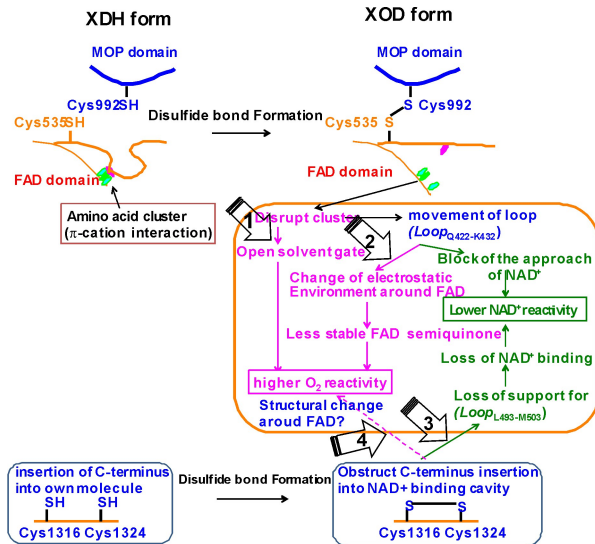 XDH form
XOD form
MOP domain
MOP domain
Cys992SH
S Cys992
Disulfide bond Formation
Cys535SH
Cys535 S
FAD domain
FAD domain
Amino acid cluster
(π-cation interaction)
1
Disrupt cluster
movement of loop
(Loop Q422-K432)
2
Open solvent gate
Block of the approach
of NAD+
Change of electrostatic
Environment around FAD
Lower NAD+ reactivity
Less stable FAD semiquinone
Loss of NAD+ binding
higher O2 reactivity
Loss of support for
(Loop L493-M503)
Structural change
aroud FAD?
3
4
insertion of C-terminus
into own molecule
Disulfide bond Formation
Obstruct C-terminus insertion
into NAD+ binding cavity
SH SH
S S
Cys1316 Cys1324
Cys1316 Cys1324